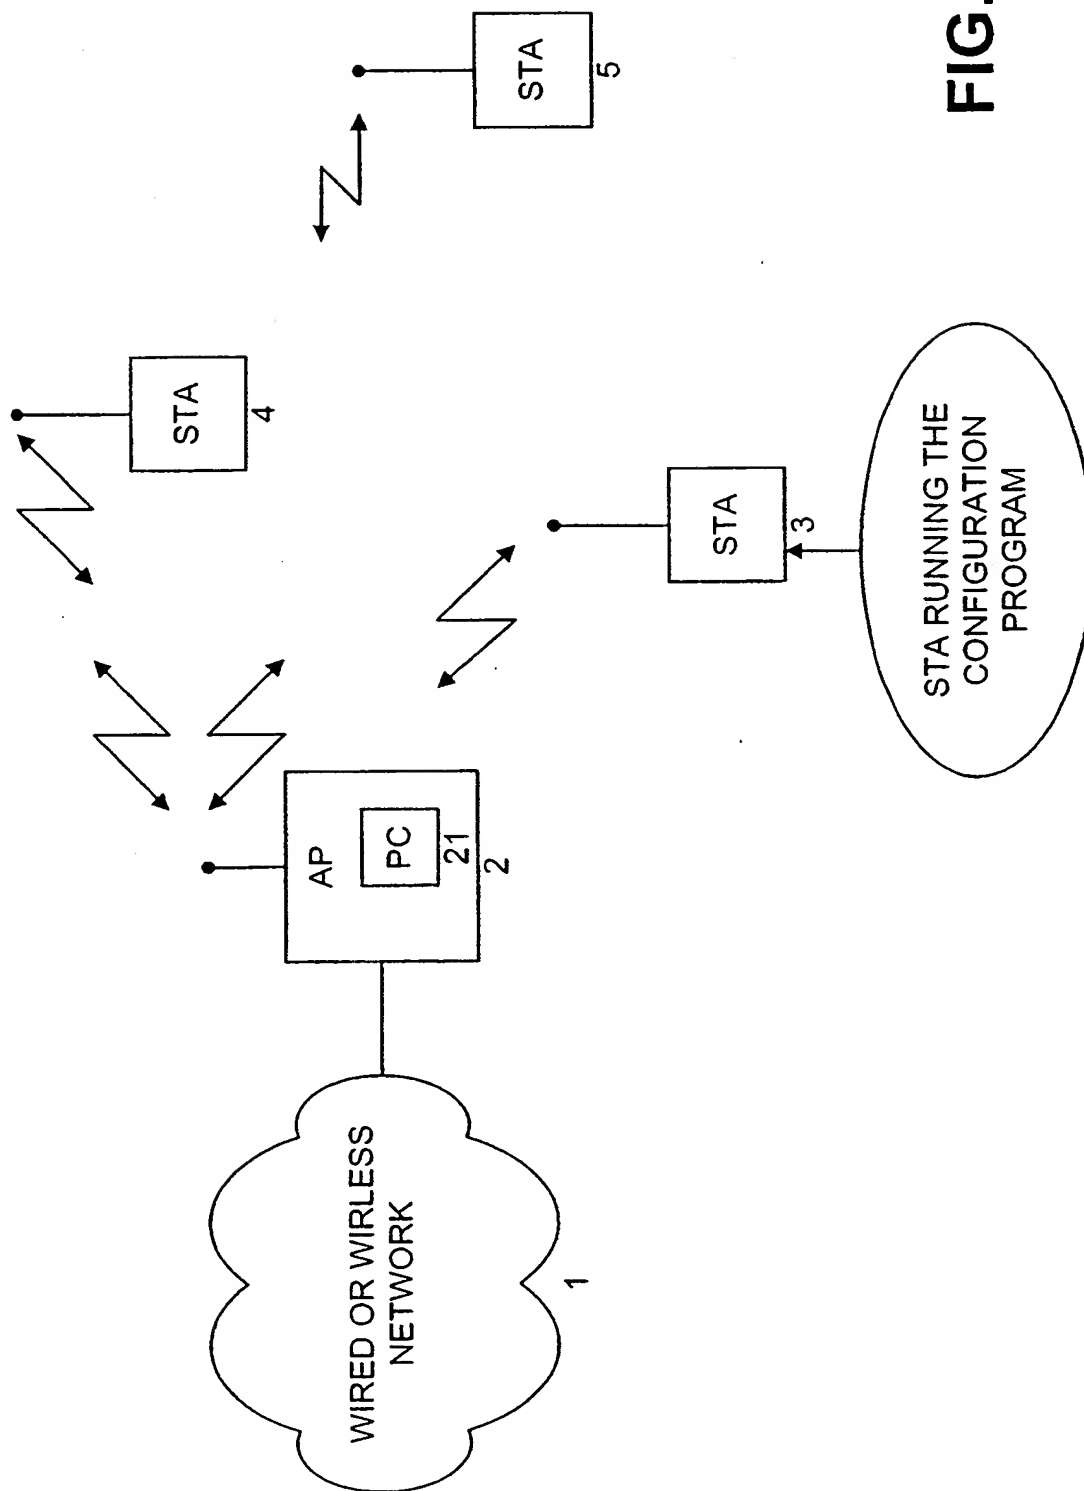 WIRED OR WIRLESS
NETWORK
1
AP
PC
21
2
STA
4
STA
3
STA
5
STA RUNNING THE
CONFIGURATION
PROGRAM
FIG.